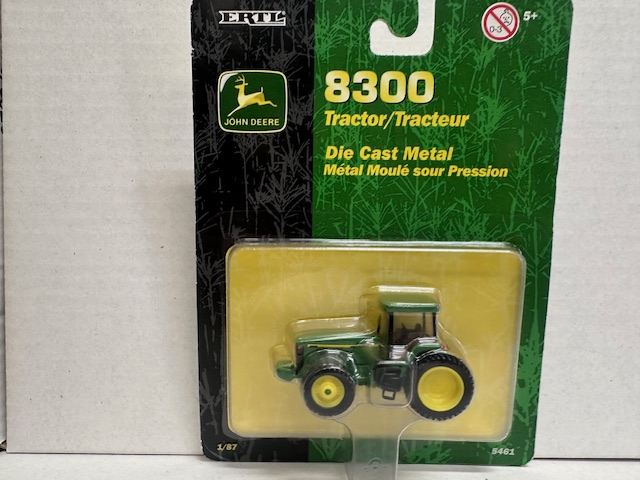 ERTL
0-3
5+
JOHN DEERE
8300
Tractor/Tracteur
Die Cast Metal
Métal Moulé sour Pression
1/87
5461